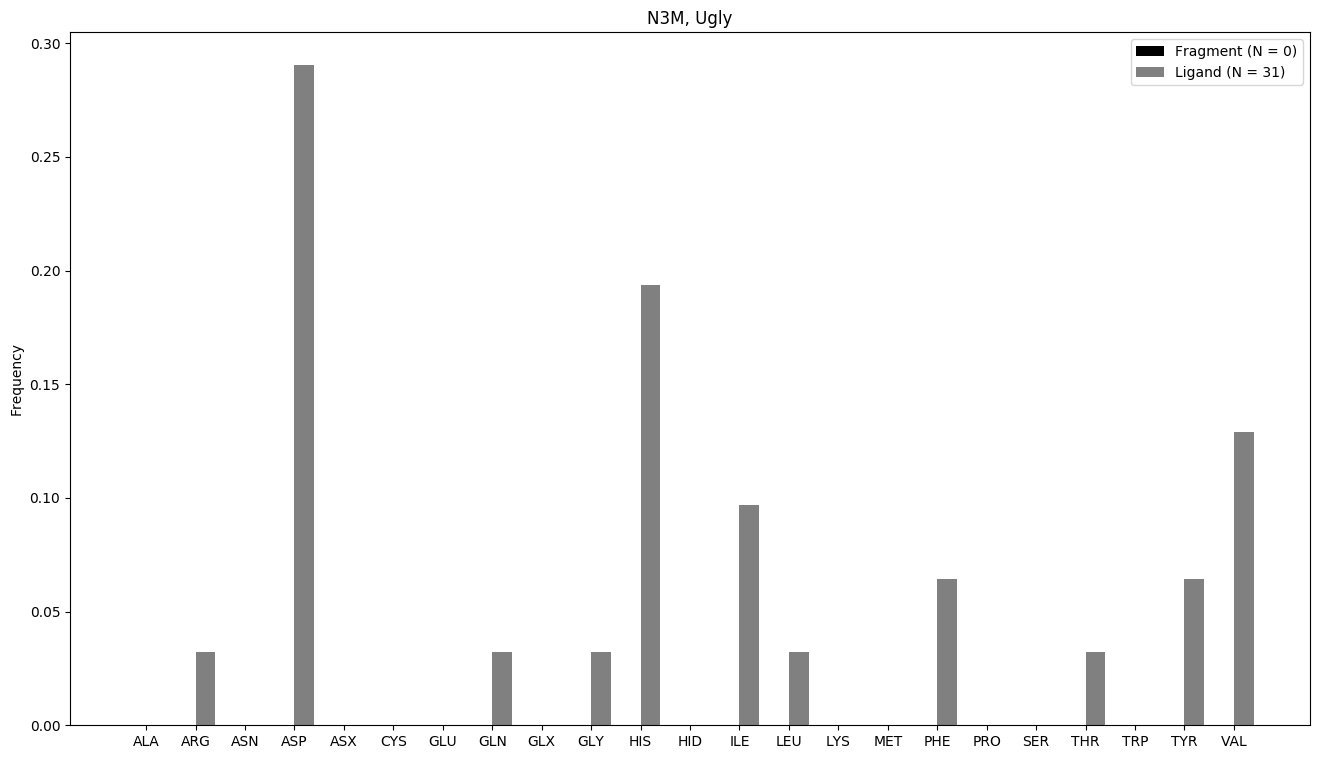 N3M, Ugly
Fragment (N = 0)
Ligand (N = 31)
Frequency
0.30
0.25
0.20
0.15
0.10
0.05
0.00
ALA ARG ASN ASP ASX CYS GLU GLN GLX GLY HIS HID ILE LEU LYS MET PHE PRO SER THR TRP TYR VAL